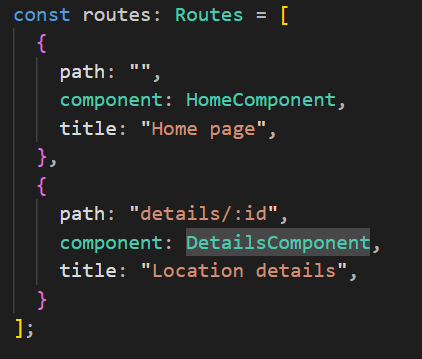 const routes: Routes = [
  {
    path: "",
    component: HomeComponent,
    title: "Home page",
  },
  {
    path: "details/:id",
    component: DetailsComponent,
    title: "Location details",
  }
];